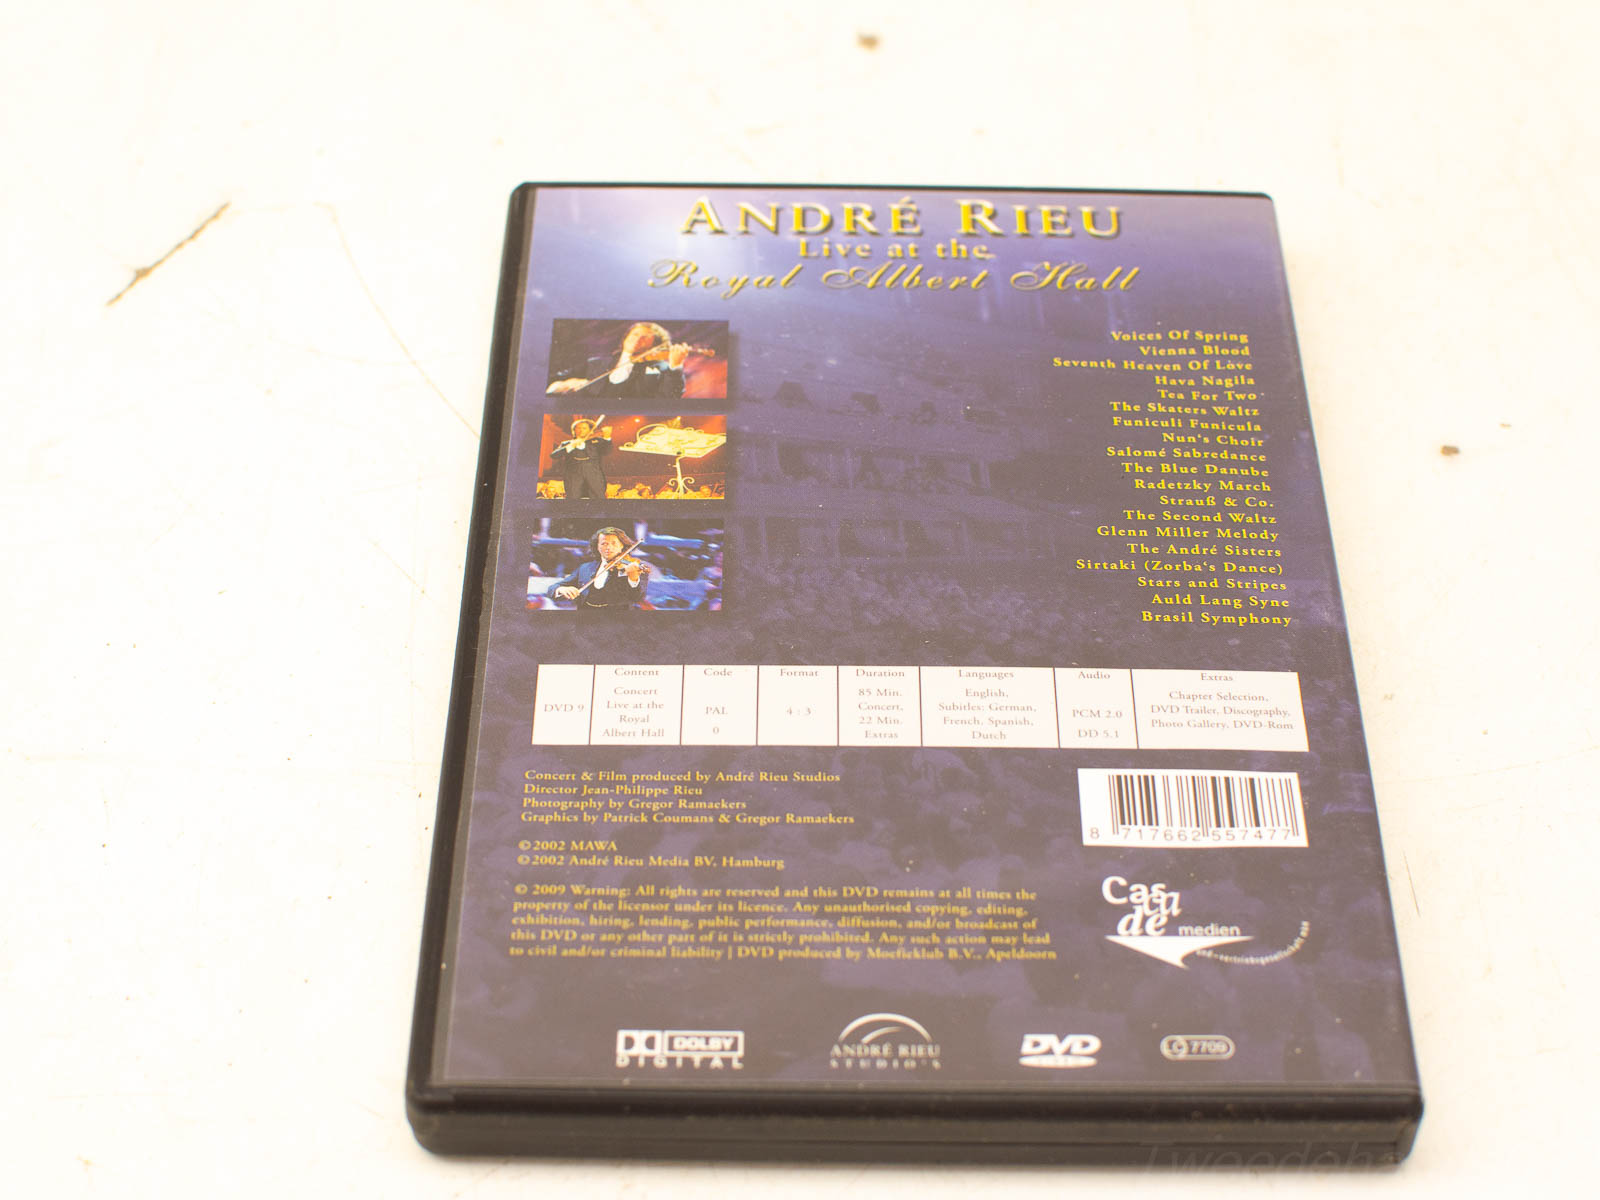 ANDRÉ RIEU
Live at the
Royal Albert Hall
Voices Of Spring
Vienna Blood
Seventh Heaven Of Love
Hava Nagila
Tea For Two
The Skaters Waltz
Funiculi Funicula
Nun's Choir
Salomé Sabredance
The Blue Danube
Radetzky March
Strauß & Co.
The Second Waltz
Glenn Miller Melody
The André Sisters
Sirtaki (Zorba's Dance)
Stars and Stripes
Auld Lang Syne
Brasil Symphony
DVD 9
Content
Concert
Live at the
Royal
Albert Hall
Code
PAL
0
Format
4 : 3
Duration
85 Min.
Concert,
22 Min.
Extras
Languages
English,
Subitles: German,
French, Spanish,
Dutch
Audio
PCM 2.0
DD 5.1
Extras
Chapter Selection,
DVD Trailer, Discography,
Photo Gallery, DVD-Rom
Concert & Film produced by André Rieu Studios
Director Jean-Philippe Rieu
Photography by Gregor Ramaekers
Graphics by Patrick Coumans & Gregor Ramaekers
©2002 MAWA
©2002 André Rieu Media BV, Hamburg
© 2009 Warning: All rights are reserved and this DVD remains at all times the
property of the licensor under its licence. Any unauthorised copying, editing,
exhibition, hiring, lending, public performance, diffusion, and/or broadcast of
this DVD or any other part of it is strictly prohibited. Any such action may lead
to civil and/or criminal liability | DVD produced by Moeficklub B.V., Apeldoorn
8 717662 557477
Cascade
medien
und-vertriebsgesellschaft
DOLBY
DIGITAL
ANDRÉ RIEU
STUDIO'S
DVD
VIDEO
LC 7709
Tweedeha